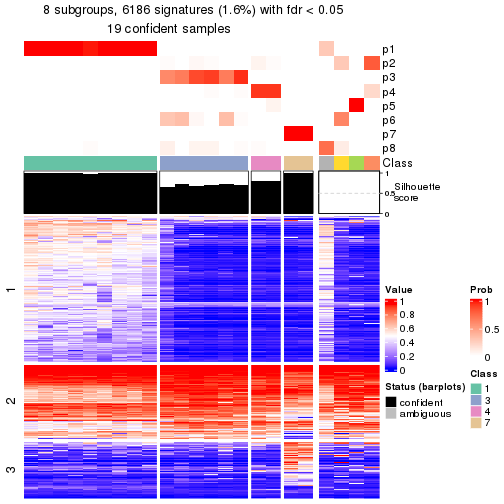 8 subgroups, 6186 signatures (1.6%) with fdr < 0.05
19 confident samples
p1
p2
p3
p4
p5
p6
p7
p8
Class
1
0.5
0
Silhouette
score
1
2
3
Value
1
0.8
0.6
0.4
0.2
0
Prob
1
0.5
0
Status (barplots)
confident
ambiguous
Class
1
3
4
7